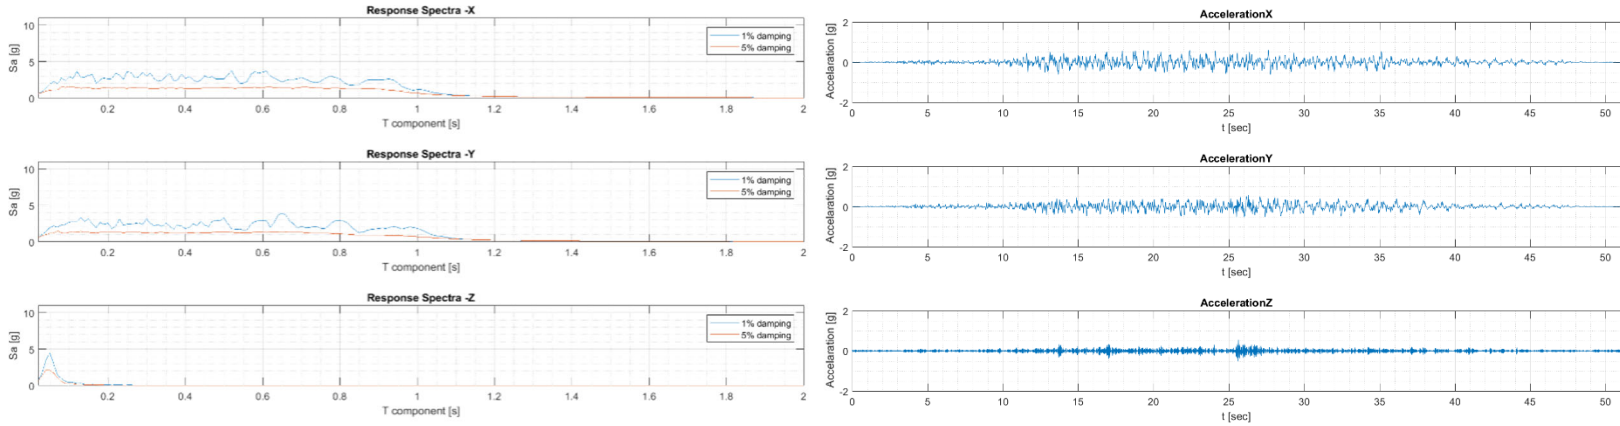 Response Spectra -X
10
5
0
Sa [g]
1% damping
5% damping
0.2 0.4 0.6 0.8 1 1.2 1.4 1.6 1.8 2
T component [s]
Response Spectra -Y
10
5
0
Sa [g]
1% damping
5% damping
0.2 0.4 0.6 0.8 1 1.2 1.4 1.6 1.8 2
T component [s]
Response Spectra -Z
10
5
0
Sa [g]
1% damping
5% damping
0.2 0.4 0.6 0.8 1 1.2 1.4 1.6 1.8 2
T component [s]
AccelerationX
2
0
-2
Acceleration [g]
0 5 10 15 20 25 30 35 40 45 50
t [sec]
AccelerationY
2
0
-2
Acceleration [g]
0 5 10 15 20 25 30 35 40 45 50
t [sec]
AccelerationZ
2
0
-2
Acceleration [g]
0 5 10 15 20 25 30 35 40 45 50
t [sec]